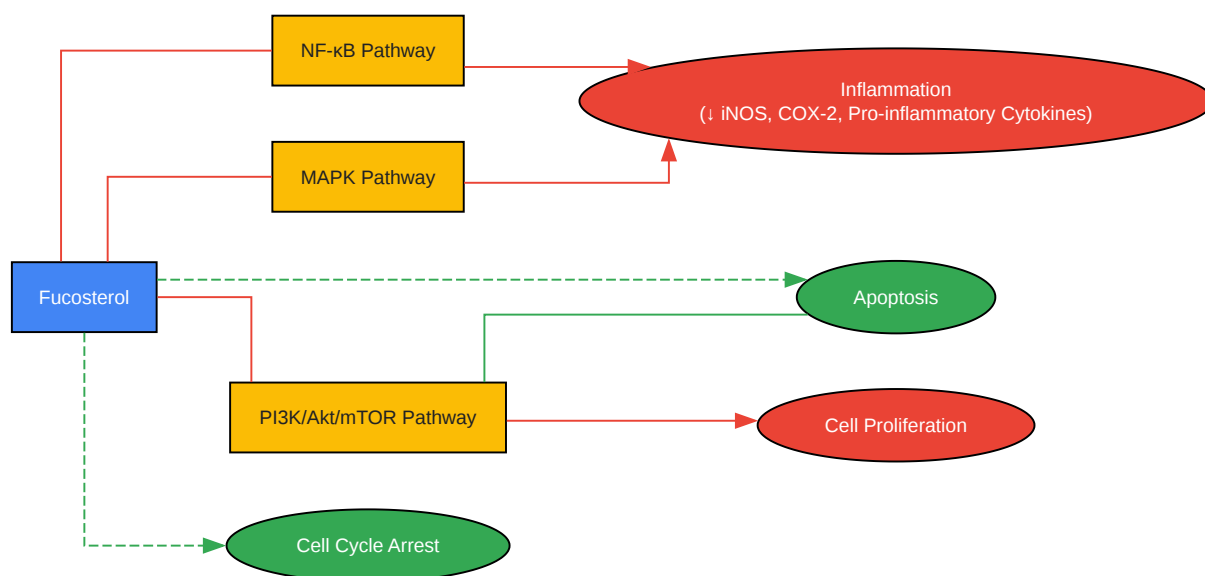 NF-κB Pathway
Inflammation
(↓ iNOS, COX-2, Pro-inflammatory Cytokines)
MAPK Pathway
Fucosterol
Apoptosis
PI3K/Akt/mTOR Pathway
Cell Proliferation
Cell Cycle Arrest